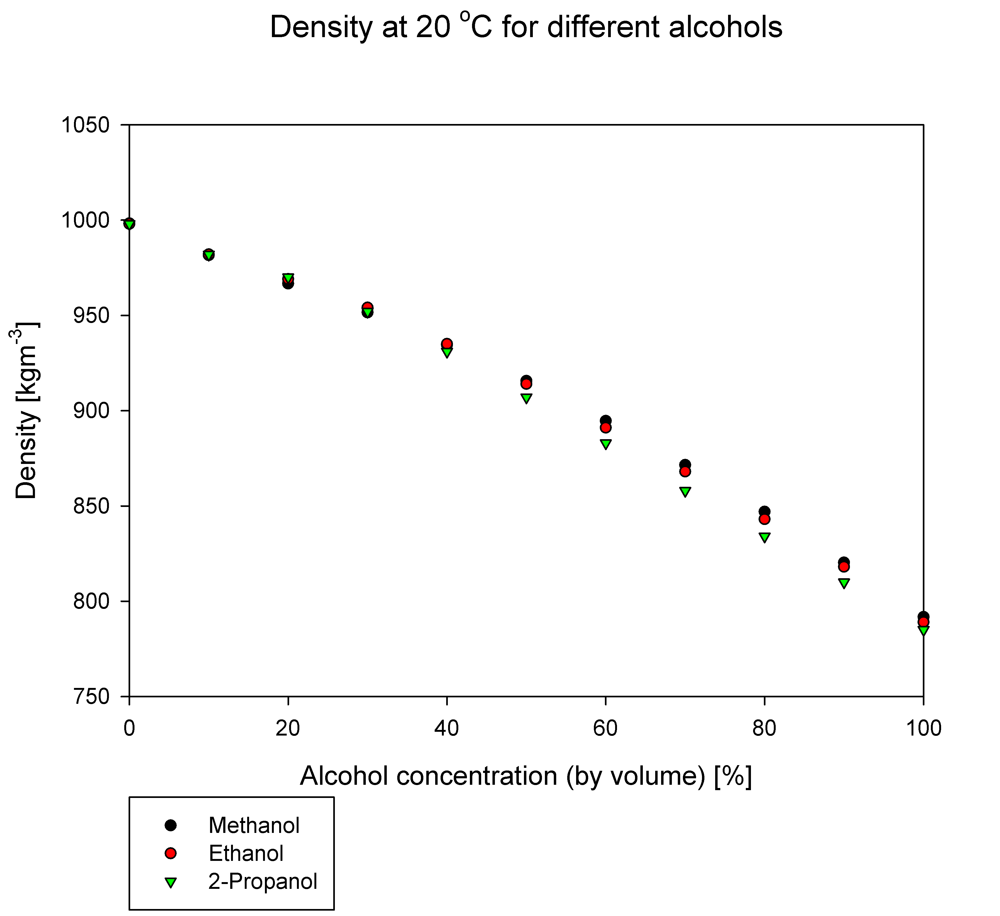 Density at 20 °C for different alcohols
1050
1000
950
900
850
800
750
Density [kgm⁻³]
0 20 40 60 80 100
Alcohol concentration (by volume) [%]
Methanol
Ethanol
2-Propanol